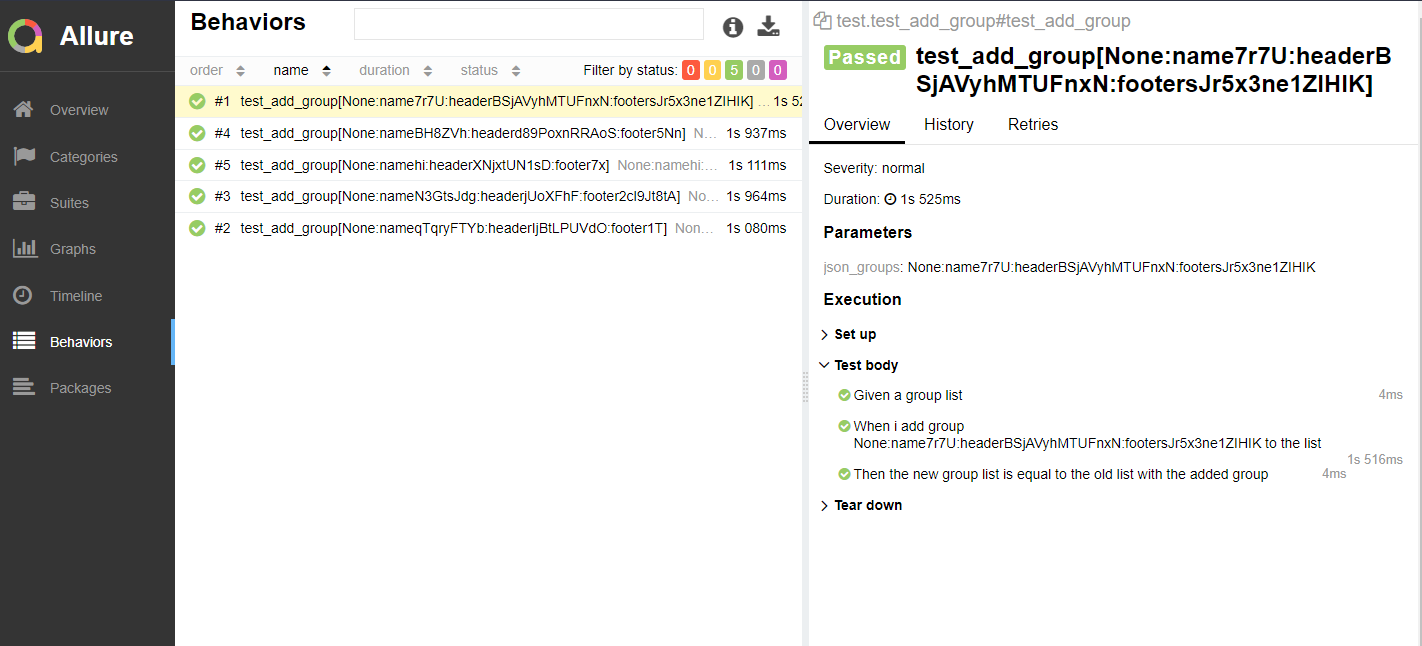 Allure
Overview
Categories
Suites
Graphs
Timeline
Behaviors
Packages
Behaviors
order name duration status Filter by status: 0 0 5 0 0
#1 test_add_group[None:name7r7U:headerBSjAVyhMTUFnxN:footersJr5x3ne1ZIHIK] ... 1s 52
#4 test_add_group[None:nameBH8ZVh:headerd89PoxnRRAoS:footer5Nn] N... 1s 937ms
#5 test_add_group[None:namehi:headerXNjxtUN1sD:footer7x] None:namehi:... 1s 111ms
#3 test_add_group[None:nameN3GtsJdg:headerjUoXFhF:footer2cl9Jt8tA] No... 1s 964ms
#2 test_add_group[None:nameqTqryFTYb:headerIjBtLPUVdO:footer1T] Non... 1s 080ms
test.test_add_group#test_add_group
Passed test_add_group[None:name7r7U:headerB
SjAVyhMTUFnxN:footersJr5x3ne1ZIHIK]
Overview History Retries
Severity: normal
Duration: 1s 525ms
Parameters
json_groups: None:name7r7U:headerBSjAVyhMTUFnxN:footersJr5x3ne1ZIHIK
Execution
Set up
Test body
Given a group list 4ms
When i add group
None:name7r7U:headerBSjAVyhMTUFnxN:footersJr5x3ne1ZIHIK to the list
1s 516ms
Then the new group list is equal to the old list with the added group 4ms
Tear down